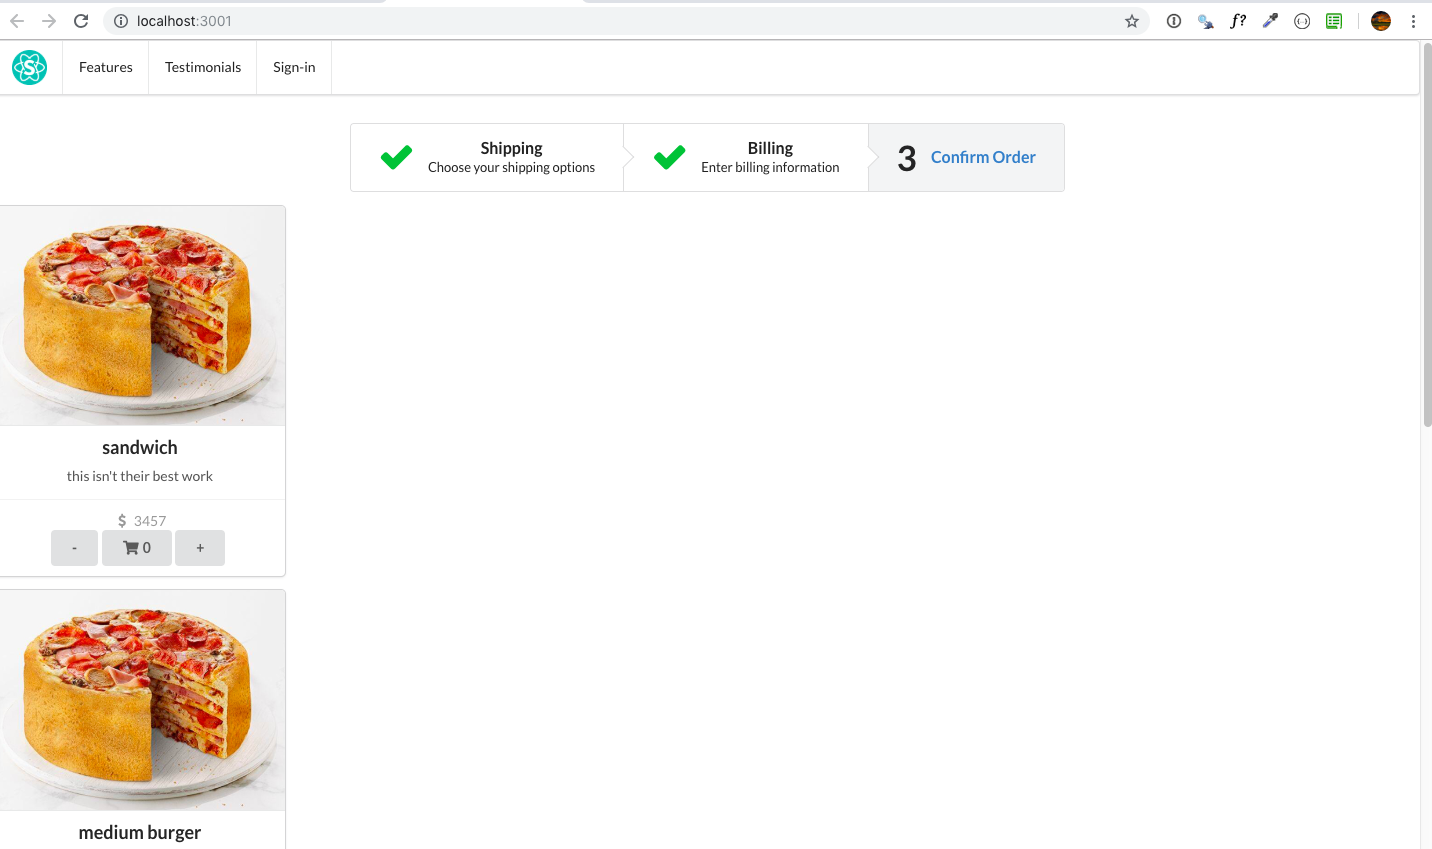 localhost:3001
f?
S
Features
Testimonials
Sign-in
Shipping
Choose your shipping options
Billing
Enter billing information
3
Confirm Order
sandwich
this isn't their best work
$ 3457
-
0
+
medium burger